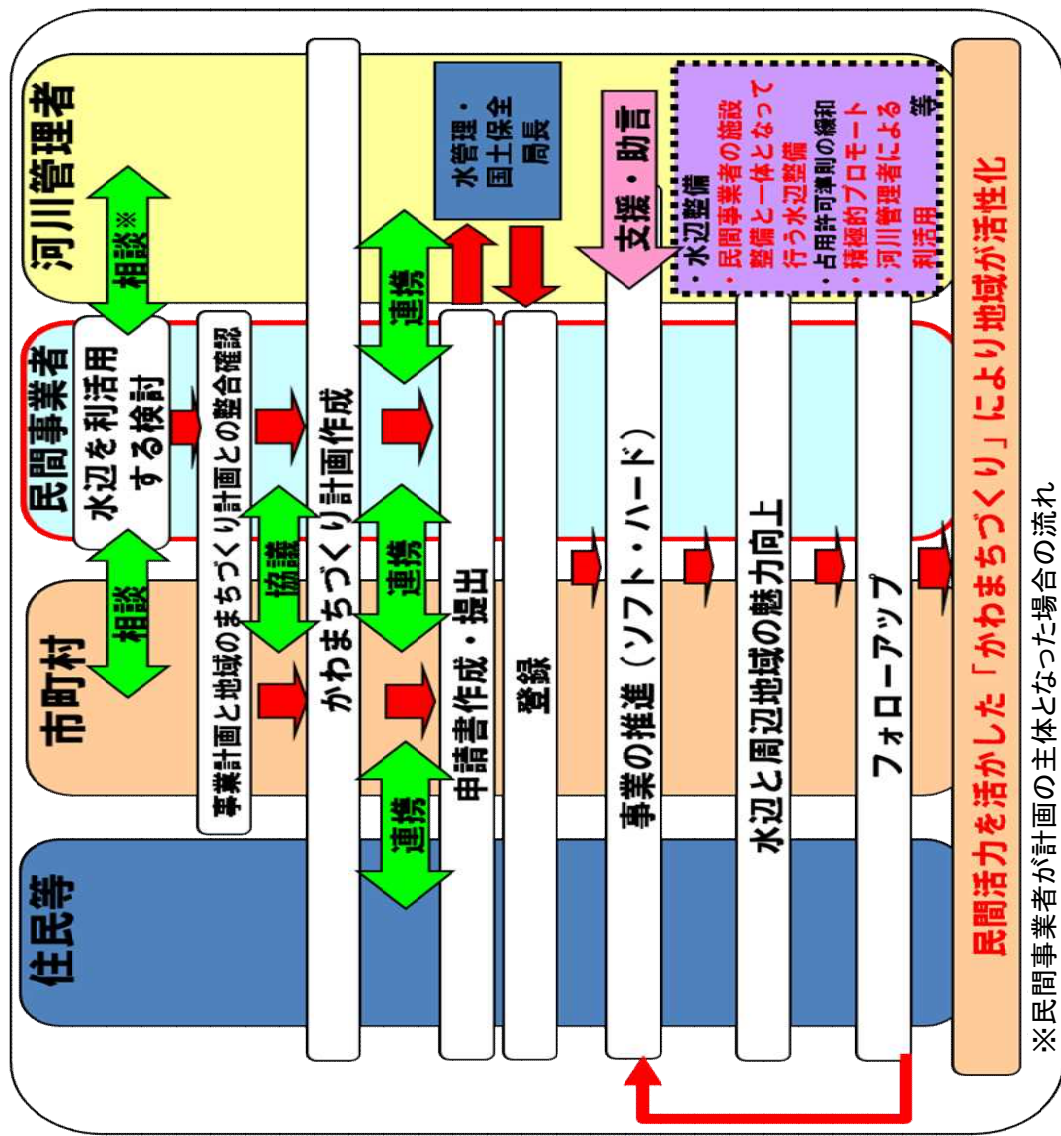 住民等
市町村
民間事業者
河川管理者
相談
水辺を利活用
する検討
相談※
事業計画と地域のまちづくり計画との整合確認
協議
かわまちづくり計画作成
連携
連携
連携
申請書作成・提出
登録
水管理・
国土保全
局長
事業の推進（ソフト・ハード）
支援・助言
水辺と周辺地域の魅力向上
・水辺整備
・民間事業者の施設
整備と一体となって
行う水辺整備
占用許可準則の緩和
積極的プロモート
・河川管理者による
利活用
等
フォローアップ
民間活力を活かした「かわまちづくり」により地域が活性化
※民間事業者が計画の主体となった場合の流れ